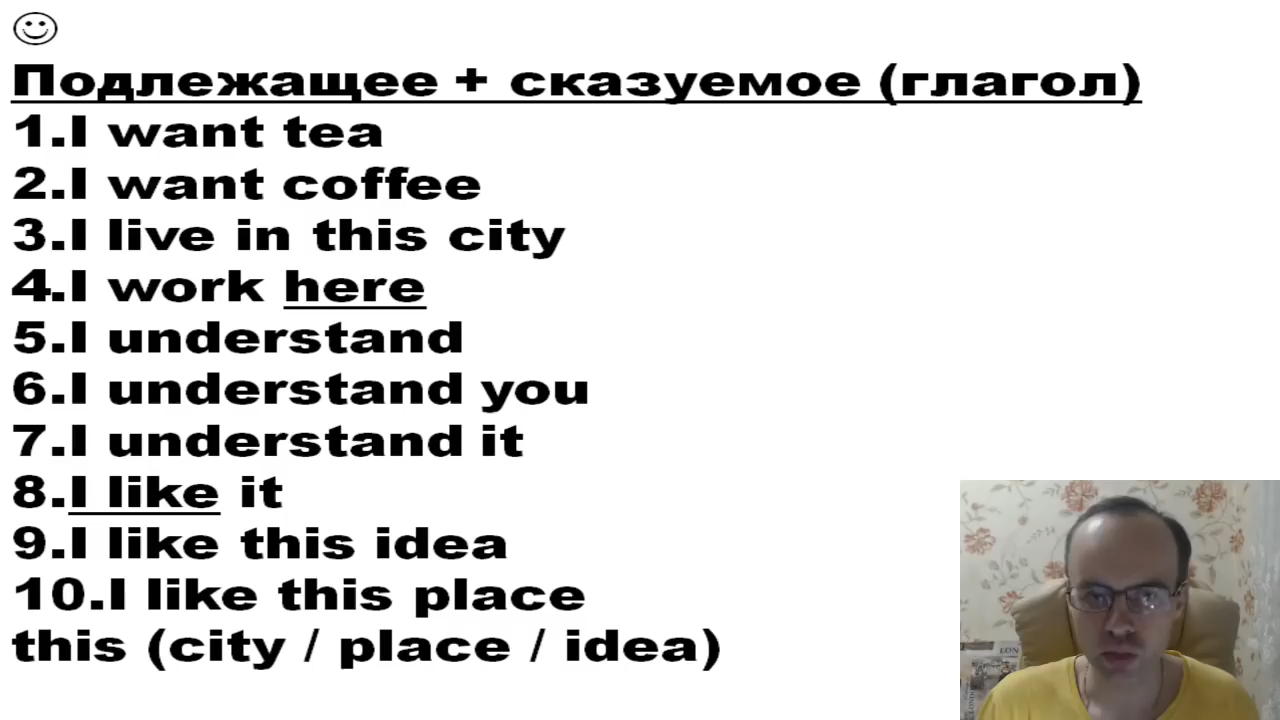 Подлежащее + сказуемое (глагол)
1.I want tea
2.I want coffee
3.I live in this city
4.I work here
5.I understand
6.I understand you
7.I understand it
8.I like it
9.I like this idea
10.I like this place
this (city / place / idea)
LON